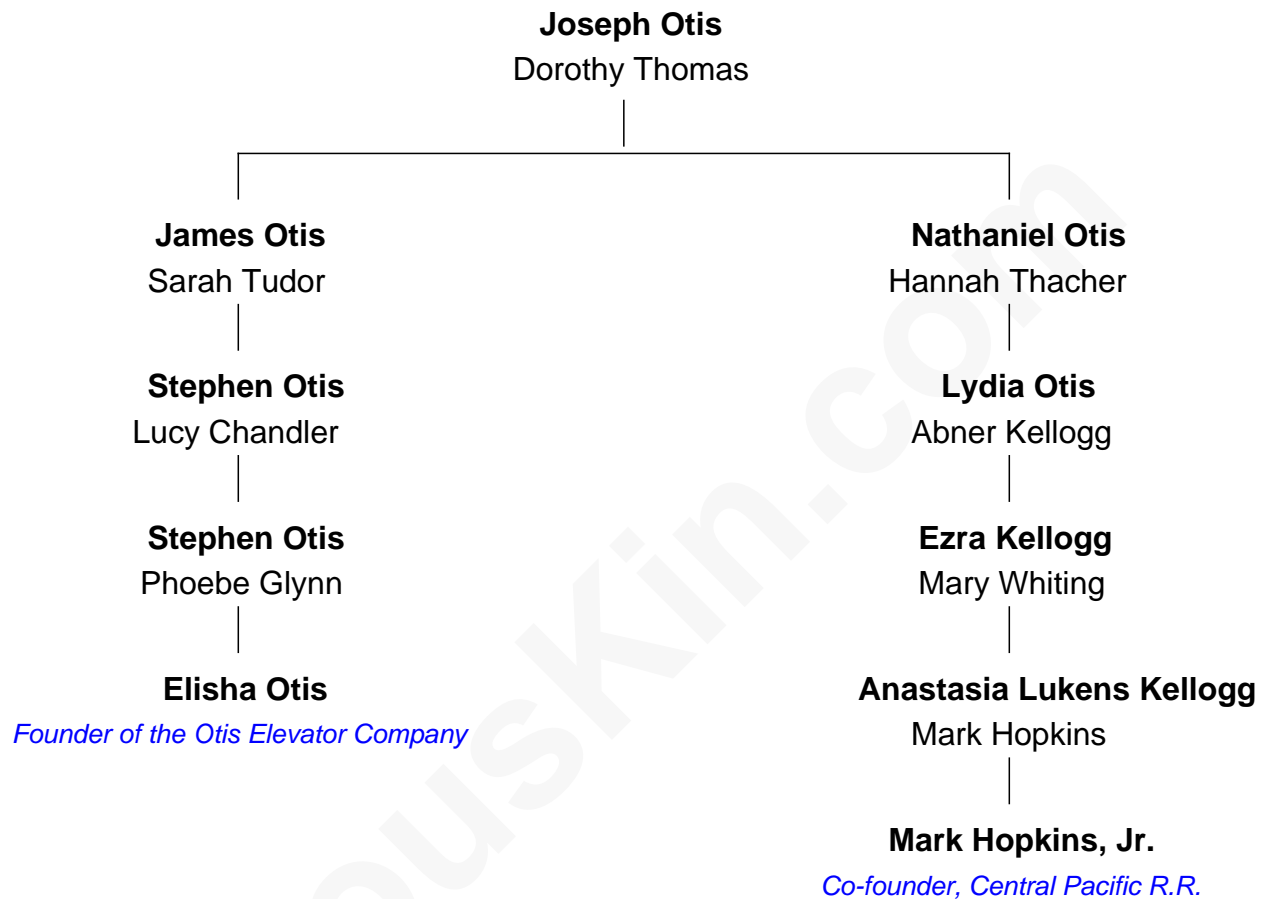 Joseph Otis
Dorothy Thomas
James Otis
Sarah Tudor
Nathaniel Otis
Hannah Thacher
Stephen Otis
Lucy Chandler
Lydia Otis
Abner Kellogg
Stephen Otis
Phoebe Glynn
Ezra Kellogg
Mary Whiting
Elisha Otis
Founder of the Otis Elevator Company
Anastasia Lukens Kellogg
Mark Hopkins
Mark Hopkins, Jr.
Co-founder, Central Pacific R.R.
ousKin.com